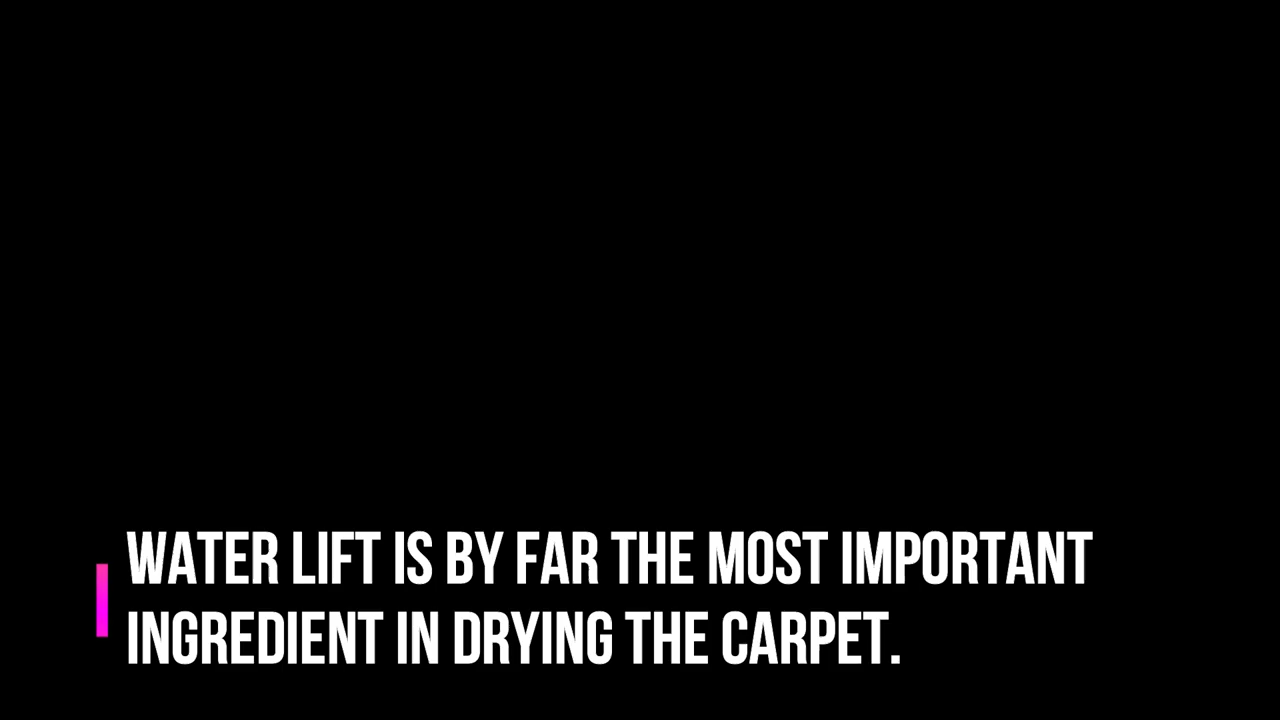 WATER LIFT IS BY FAR THE MOST IMPORTANT
INGREDIENT IN DRYING THE CARPET.